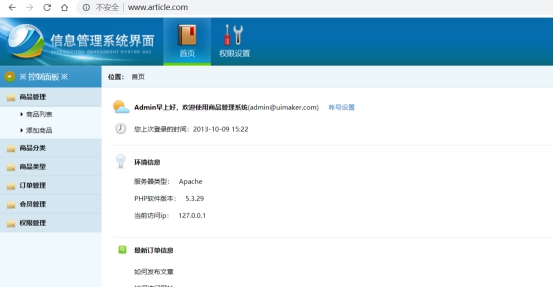 不安全 | www.article.com
信息管理系统界面
首页
权限设置
※ 控制面板 ※
位置： 首页
商品管理
商品列表
添加商品
商品分类
商品类型
订单管理
会员管理
权限管理
Admin早上好，欢迎使用商品管理系统(admin@uimaker.com) 帐号设置
您上次登录的时间：2013-10-09 15:22
环境信息
服务器类型： Apache
PHP软件版本： 5.3.29
当前访问ip： 127.0.0.1
最新订单信息
如何发布文章